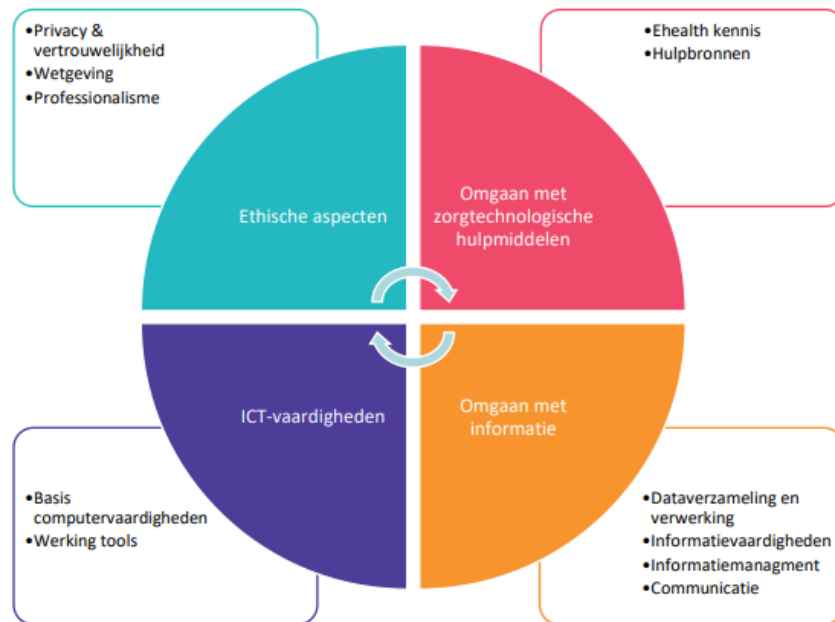 •Privacy &
vertrouwelijkheid
•Wetgeving
•Professionalisme
•Ehealth kennis
•Hulpbronnen
Ethische aspecten
Omgaan met
zorgtechnologische
hulpmiddelen
ICT-vaardigheden
Omgaan met
informatie
•Basis
computervaardigheden
•Werking tools
•Dataverzameling en
verwerking
•Informatievaardigheden
•Informatiemanagment
•Communicatie